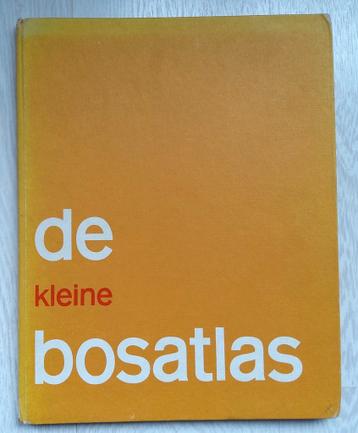 de
kleine
bosatlas